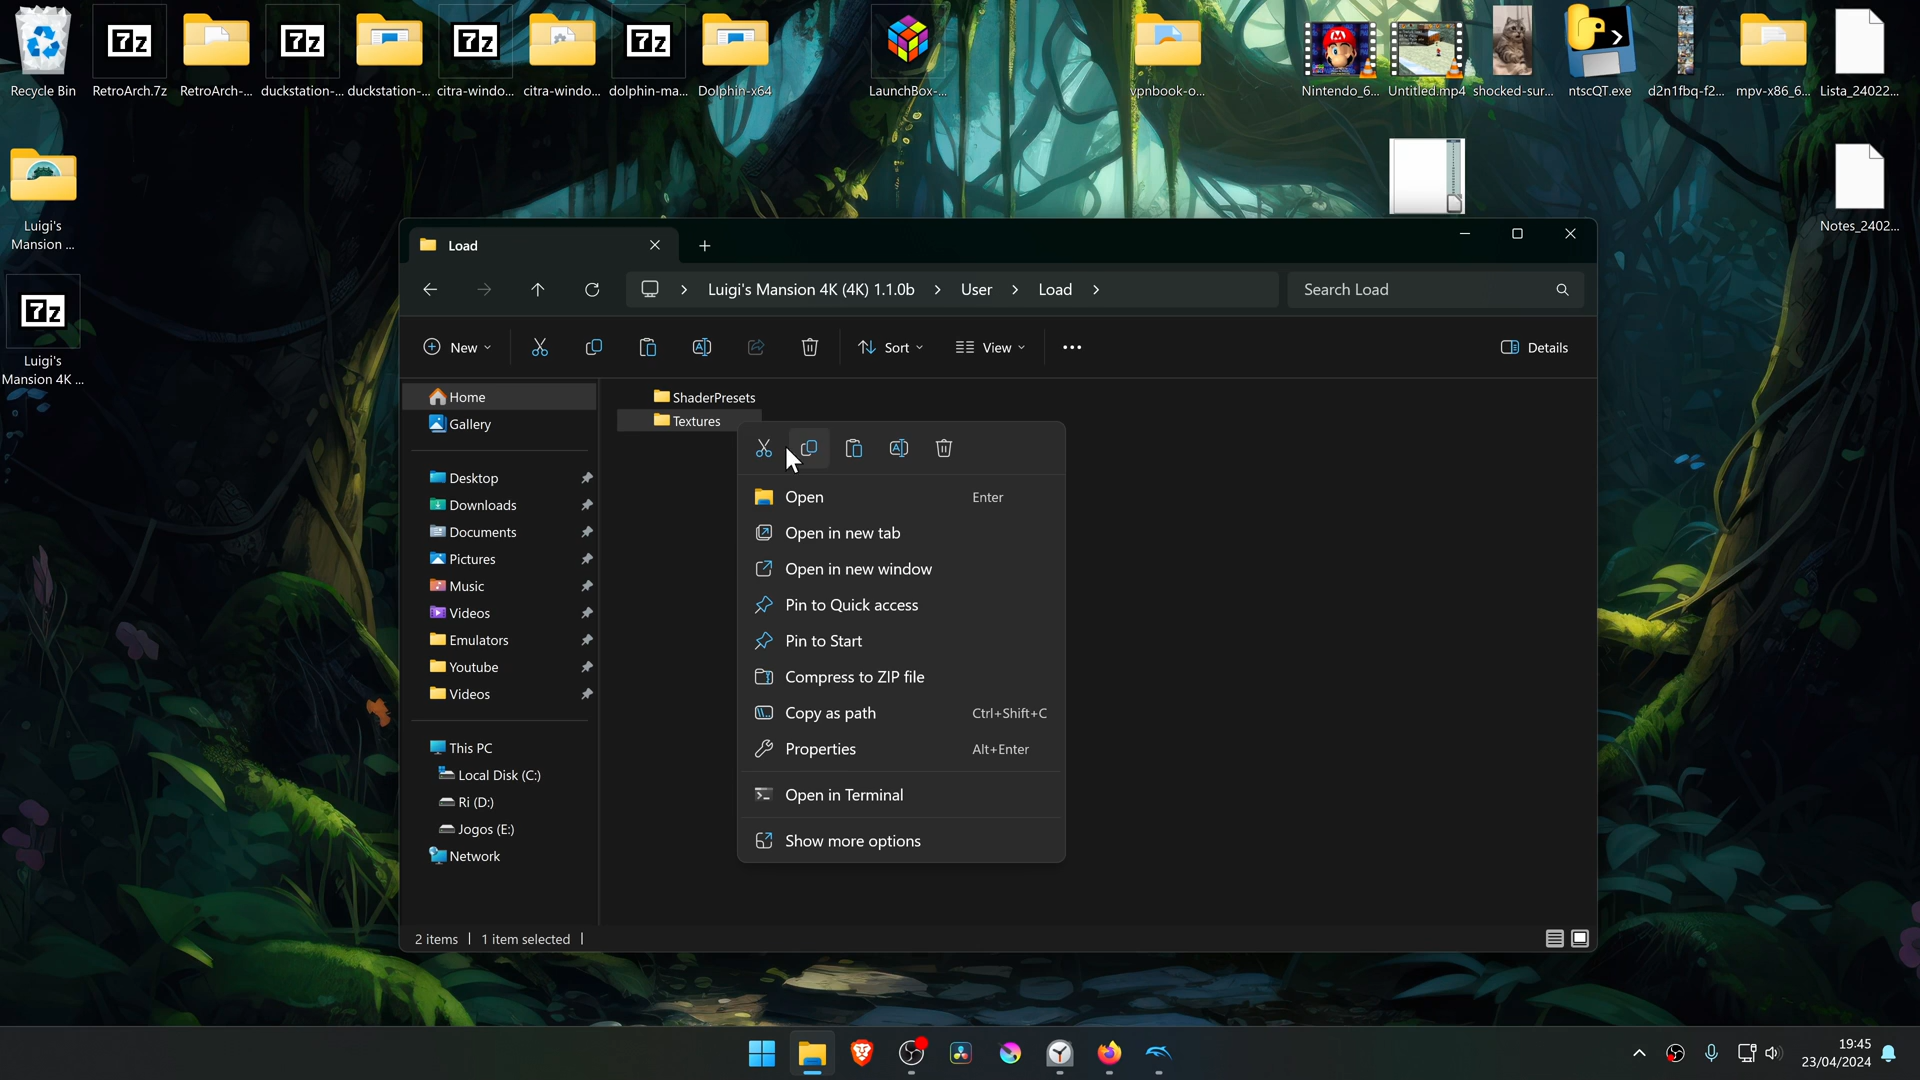 Recycle Bin
RetroArch.7z
RetroArch-...
duckstation-...
duckstation-...
citra-windo...
citra-windo...
dolphin-ma...
Dolphin-x64
LaunchBox-...
vpnbook-o...
Nintendo_6...
Untitled.mp4
shocked-sur...
ntscQT.exe
d2n1fbq-f2...
mpv-x86_6...
Lista_24022...
Luigi's
Mansion ...
Notes_2402...
7z
Luigi's
Mansion 4K ...
Load
Luigi's Mansion 4K (4K) 1.1.0b > User > Load >
Search Load
New
Sort
View
Details
Home
Gallery
Desktop
Downloads
Documents
Pictures
Music
Videos
Emulators
Youtube
Videos
This PC
Local Disk (C:)
Ri (D:)
Jogos (E:)
Network
ShaderPresets
Textures
Open Enter
Open in new tab
Open in new window
Pin to Quick access
Pin to Start
Compress to ZIP file
Copy as path Ctrl+Shift+C
Properties Alt+Enter
Open in Terminal
Show more options
2 items | 1 item selected |
19:45
23/04/2024